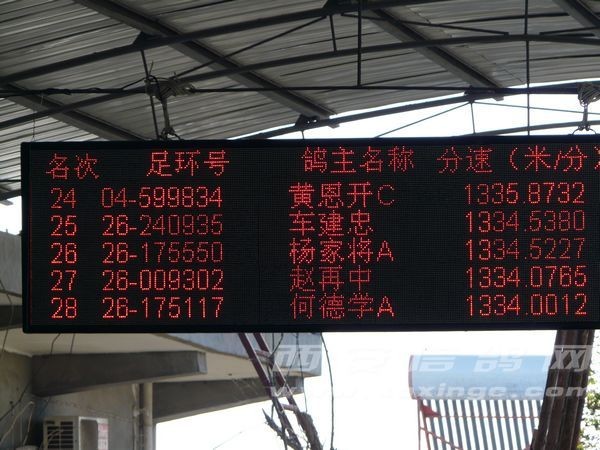 名次 足环号 鸽主名称 分速（米/分）
24 04-599834 黄恩开C 1335.8732
25 26-240935 车建忠 1334.5380
26 26-175550 杨家将A 1334.5227
27 26-009302 赵再中 1334.0765
28 26-175117 何德学A 1334.0012